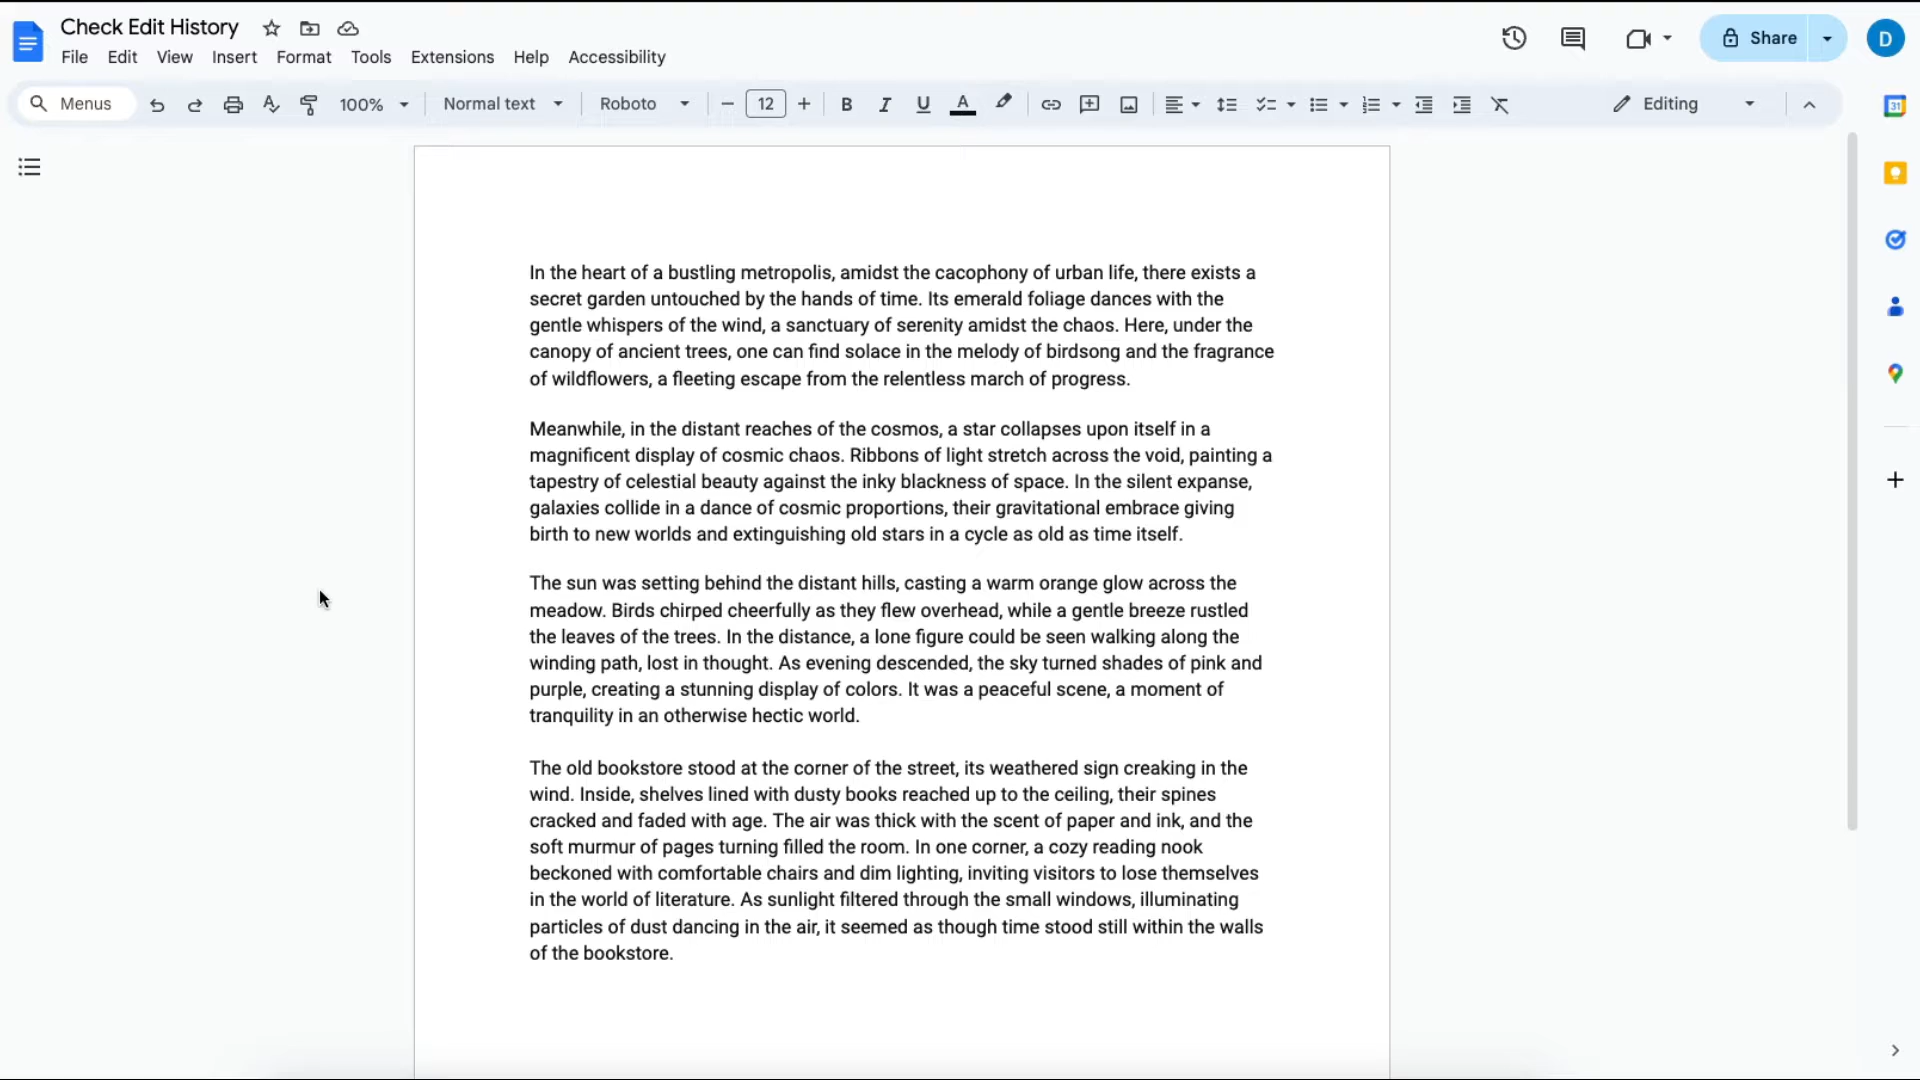 Check Edit History
File Edit View Insert Format Tools Extensions Help Accessibility
Share
D
Menus 100% Normal text Roboto 12 B I U A Editing
31
In the heart of a bustling metropolis, amidst the cacophony of urban life, there exists a
secret garden untouched by the hands of time. Its emerald foliage dances with the
gentle whispers of the wind, a sanctuary of serenity amidst the chaos. Here, under the
canopy of ancient trees, one can find solace in the melody of birdsong and the fragrance
of wildflowers, a fleeting escape from the relentless march of progress.
Meanwhile, in the distant reaches of the cosmos, a star collapses upon itself in a
magnificent display of cosmic chaos. Ribbons of light stretch across the void, painting a
tapestry of celestial beauty against the inky blackness of space. In the silent expanse,
galaxies collide in a dance of cosmic proportions, their gravitational embrace giving
birth to new worlds and extinguishing old stars in a cycle as old as time itself.
The sun was setting behind the distant hills, casting a warm orange glow across the
meadow. Birds chirped cheerfully as they flew overhead, while a gentle breeze rustled
the leaves of the trees. In the distance, a lone figure could be seen walking along the
winding path, lost in thought. As evening descended, the sky turned shades of pink and
purple, creating a stunning display of colors. It was a peaceful scene, a moment of
tranquility in an otherwise hectic world.
The old bookstore stood at the corner of the street, its weathered sign creaking in the
wind. Inside, shelves lined with dusty books reached up to the ceiling, their spines
cracked and faded with age. The air was thick with the scent of paper and ink, and the
soft murmur of pages turning filled the room. In one corner, a cozy reading nook
beckoned with comfortable chairs and dim lighting, inviting visitors to lose themselves
in the world of literature. As sunlight filtered through the small windows, illuminating
particles of dust dancing in the air, it seemed as though time stood still within the walls
of the bookstore.